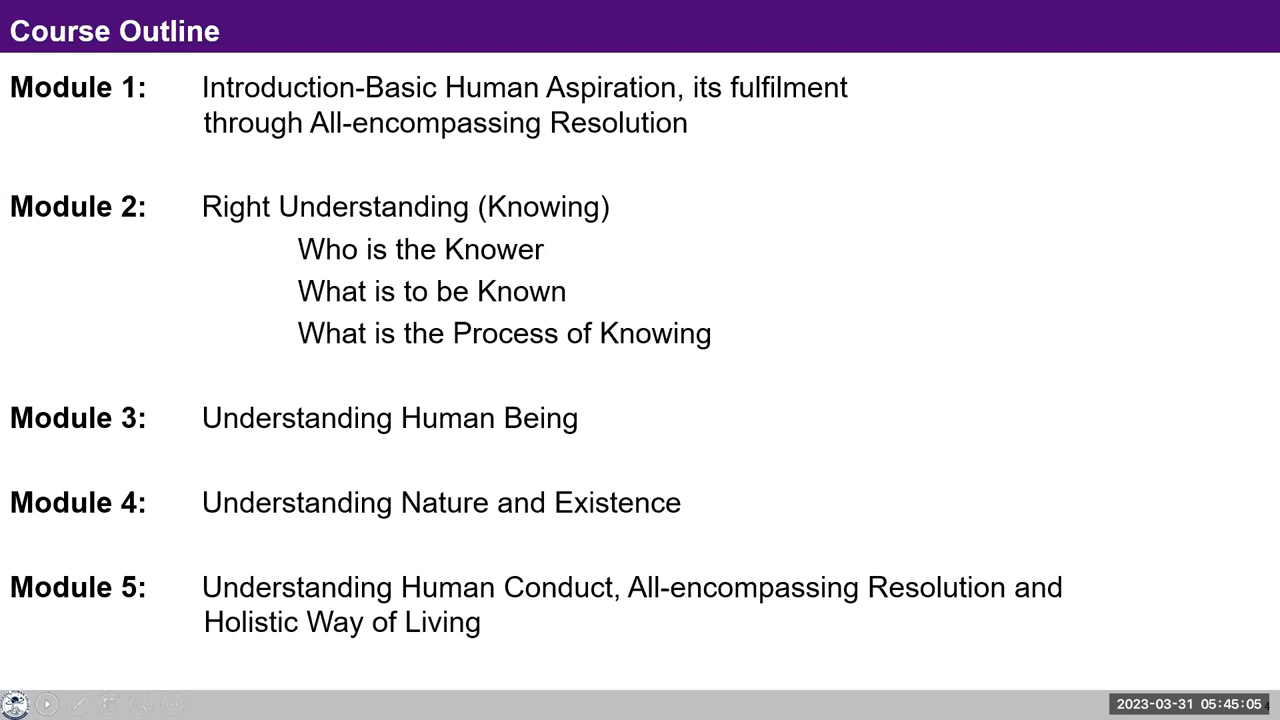 Course Outline
Module 1: Introduction-Basic Human Aspiration, its fulfilment
through All-encompassing Resolution
Module 2: Right Understanding (Knowing)
Who is the Knower
What is to be Known
What is the Process of Knowing
Module 3: Understanding Human Being
Module 4: Understanding Nature and Existence
Module 5: Understanding Human Conduct, All-encompassing Resolution and
Holistic Way of Living
2023-03-31 05:45:05